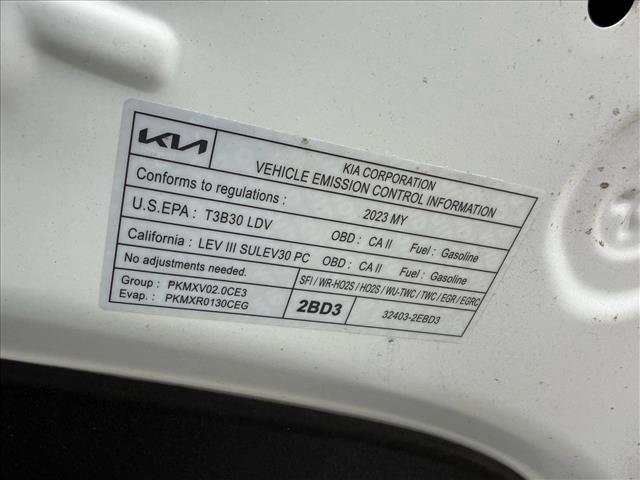 KIA
KIA CORPORATION
VEHICLE EMISSION CONTROL INFORMATION
Conforms to regulations : 2023 MY
U.S.EPA : T3B30 LDV OBD : CA II Fuel : Gasoline
California : LEV III SULEV30 PC OBD : CA II Fuel : Gasoline
No adjustments needed. SFI / WR-HO2S / HO2S / WU-TWC / TWC / EGR / EGRC
Group : PKMXV02.0CE3
Evap. : PKMXR0130CEG
2BD3
32403-2EBD3